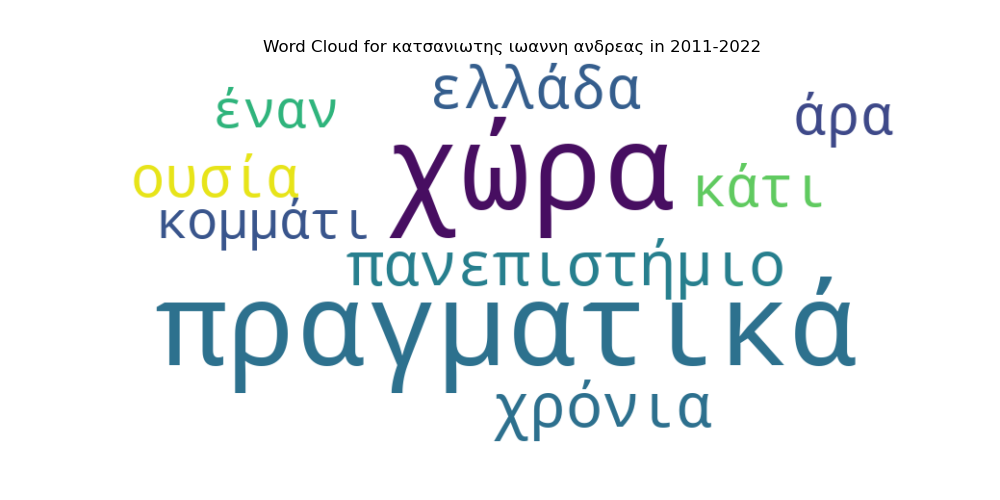 Word Cloud for κατσανιωτης ιωαννη ανδρεας in 2011-2022
ελλάδα
έναν
άρα
χώρα
ουσία
κάτι
κομμάτι
πανεπιστήμιο
πραγματικά
χρόνια